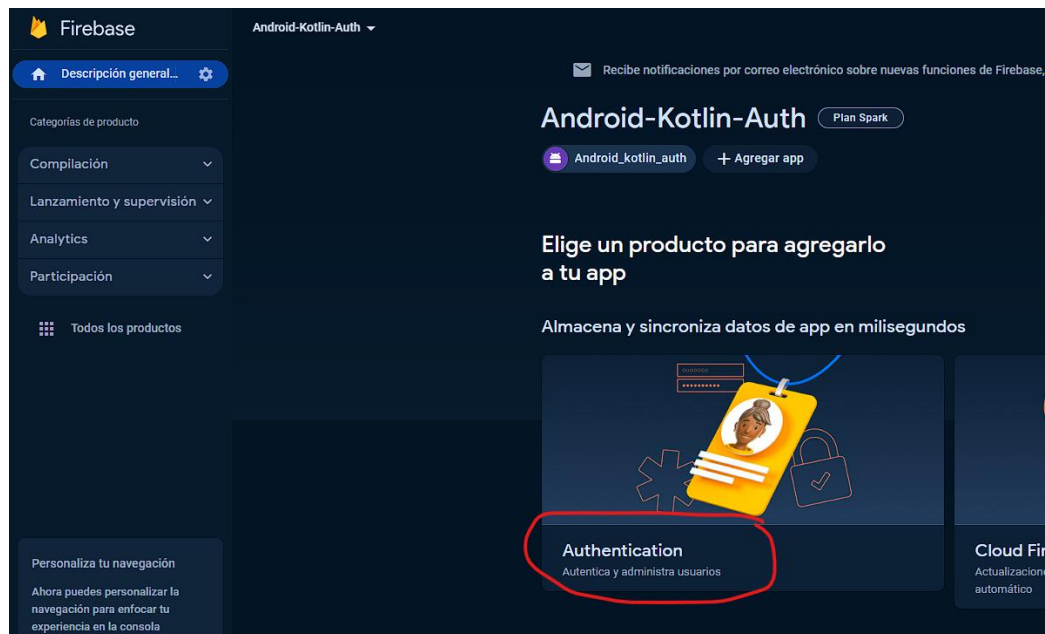 Firebase
Android-Kotlin-Auth
Descripción general...
Recibe notificaciones por correo electrónico sobre nuevas funciones de Firebase,
Categorías de producto
Compilación
Lanzamiento y supervisión
Analytics
Participación
Todos los productos
Android-Kotlin-Auth
Plan Spark
Android_kotlin_auth
+ Agregar app
Elige un producto para agregarlo
a tu app
Almacena y sincroniza datos de app en milisegundos
Authentication
Autentica y administra usuarios
Cloud Fir
Actualizacione
automático
Personaliza tu navegación
Ahora puedes personalizar la
navegación para enfocar tu
experiencia en la consola